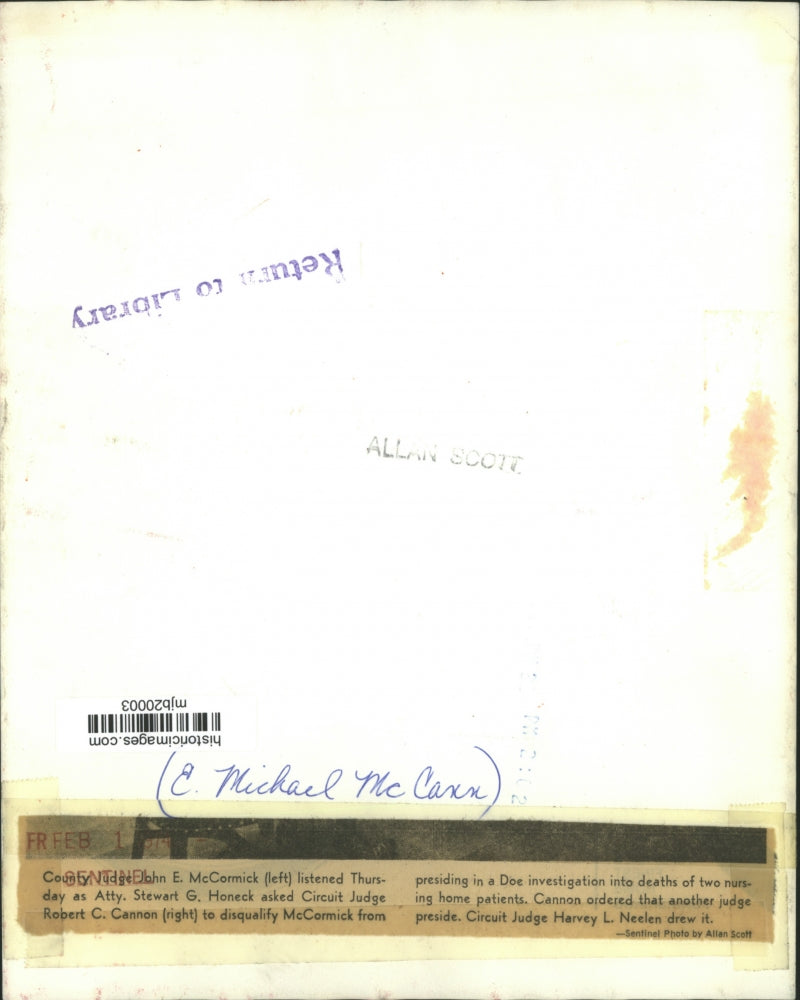 Return to Library
ALLAN SCOTT
mjb20003
historicimages.com
(E. Michael McCann)
FR FEB 1
SENTINEL
County Judge John E. McCormick (left) listened Thurs-
day as Atty. Stewart G. Honeck asked Circuit Judge
Robert C. Cannon (right) to disqualify McCormick from
presiding in a Doe investigation into deaths of two nurs-
ing home patients. Cannon ordered that another judge
preside. Circuit Judge Harvey L. Neelen drew it.
—Sentinel Photo by Allan Scott